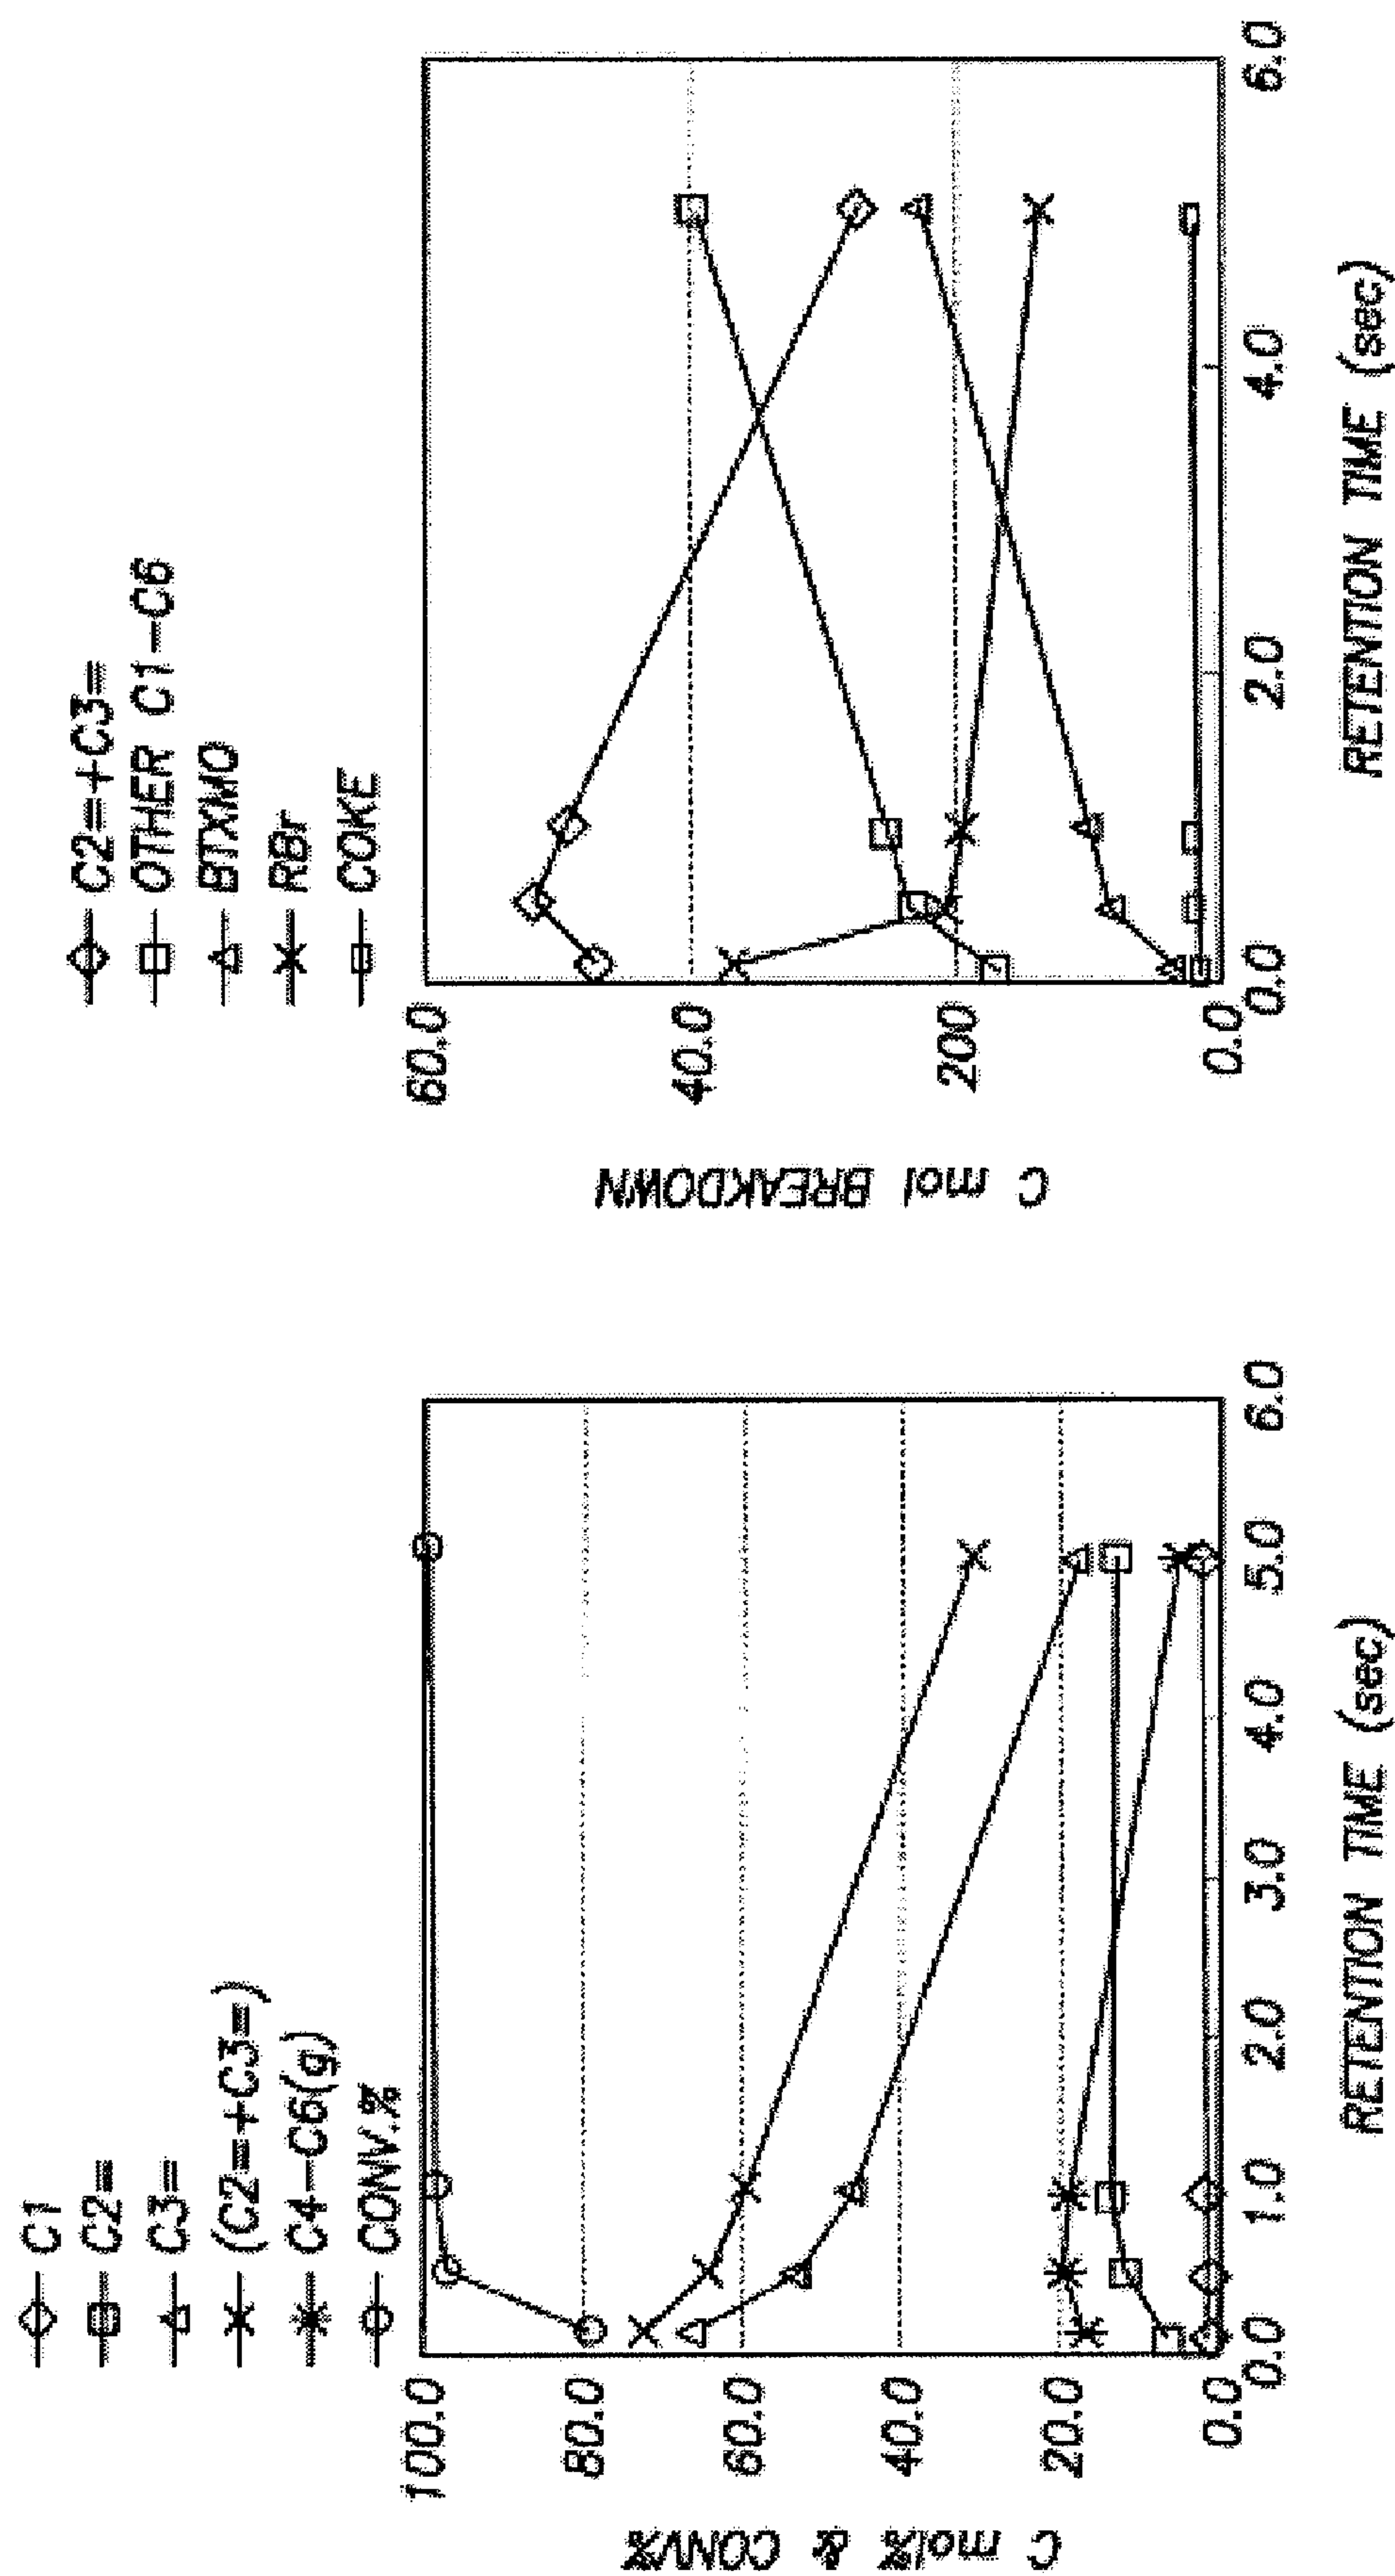 C1
C2=
C3=
(C2=+C3=)
C4-C6(g)
CONV.%
100.0
80.0
60.0
40.0
20.0
0.0
C mol% & CONV%
0.0 1.0 2.0 3.0 4.0 5.0 6.0
RETENTION TIME (sec)
C2=+C3=
OTHER C1-C6
BTXMO
RBr
COKE
60.0
40.0
200
0.0
C mol BREAKDOWN
0.0 2.0 4.0 6.0
RETENTION TIME (sec)